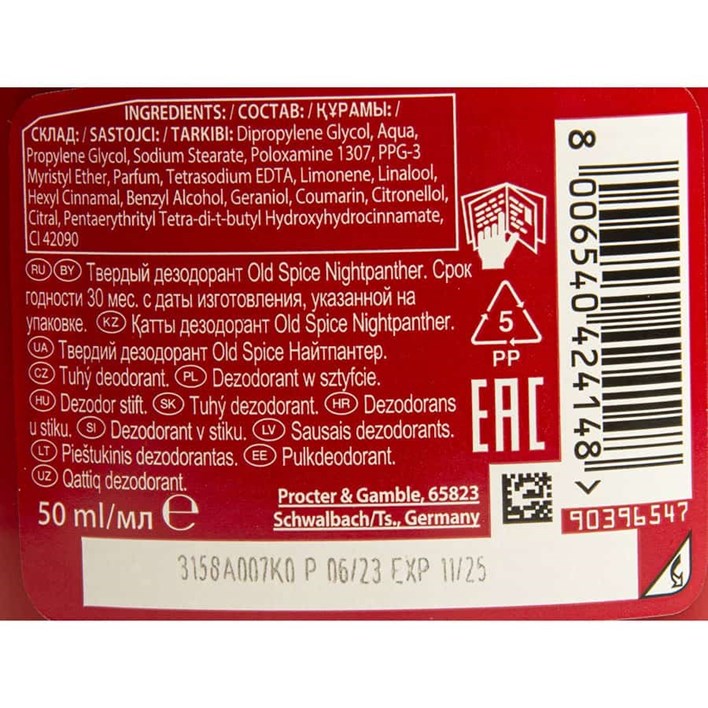 INGREDIENTS: / СОСТАВ: / ҚҰРАМЫ: /
СКЛАД: / SASTOJCI: / TARKIBI: Dipropylene Glycol, Aqua,
Propylene Glycol, Sodium Stearate, Poloxamine 1307, PPG-3
Myristyl Ether, Parfum, Tetrasodium EDTA, Limonene, Linalool,
Hexyl Cinnamal, Benzyl Alcohol, Geraniol, Coumarin, Citronellol,
Citral, Pentaerythrityl Tetra-di-t-butyl Hydroxyhydrocinnamate,
CI 42090
RU BY Твердый дезодорант Old Spice Nightpanther. Срок
годности 30 мес. с даты изготовления, указанной на
упаковке. KZ Қатты дезодорант Old Spice Nightpanther.
UA Твердий дезодорант Old Spice Найтпантер.
CZ Tuhý deodorant. PL Dezodorant w sztyfcie.
HU Dezodor stift. SK Tuhý dezodorant. HR Dezodorans
u stiku. SI Dezodorant v stiku. LV Sausais dezodorants.
LT Pieštukinis dezodorantas. EE Pulkdeodorant.
UZ Qattiq dezodorant.
50 ml/мл e
Procter & Gamble, 65823
Schwalbach/Ts., Germany
5
PP
EAC
8 006540 424148 >
90396547
3158A007K0 P 06/23 EXP 11/25